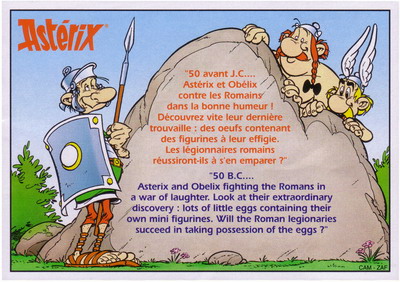 Astérix
"50 avant J.C....
Astérix et Obélix
contre les Romains
dans la bonne humeur !
Découvrez vite leur dernière
trouvaille : des oeufs contenant
des figurines à leur effigie.
Les légionnaires romains
réussiront-ils à s'en emparer ?"
"50 B.C....
Asterix and Obelix fighting the Romans in
a war of laughter. Look at their extraordinary
discovery : lots of little eggs containing their
own mini figurines. Will the Roman legionaries
succeed in taking possession of the eggs ?"
CAM - ZAF